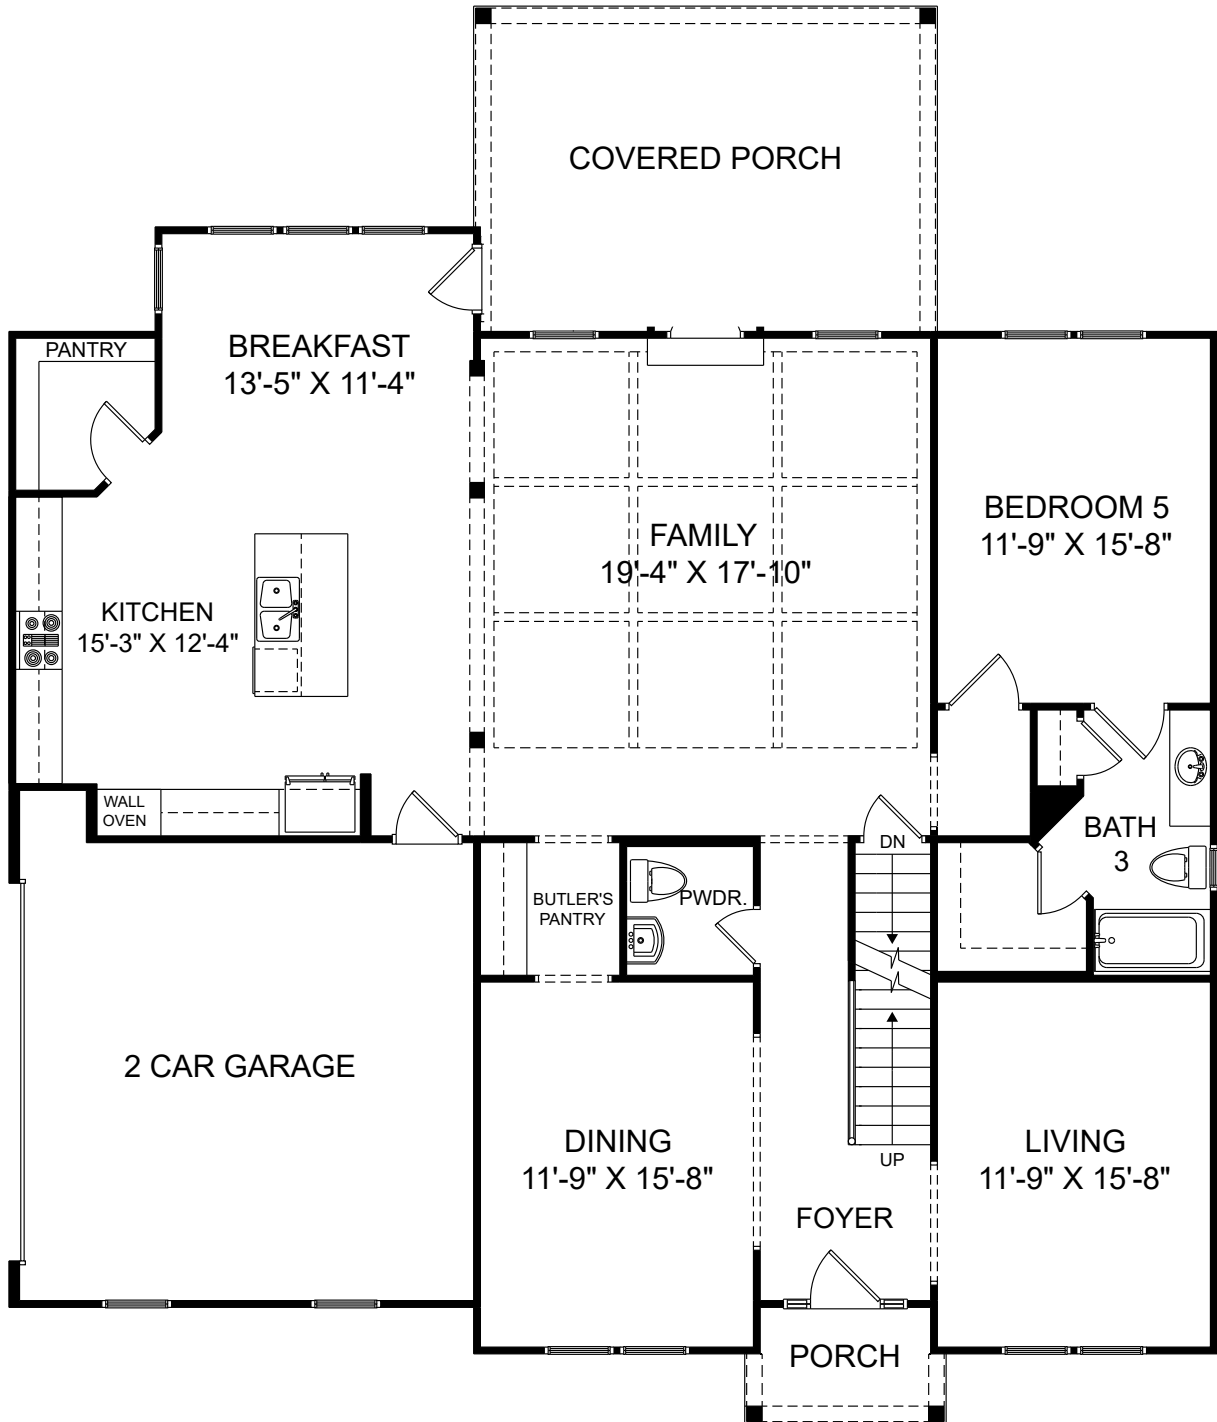 COVERED PORCH
PANTRY
BREAKFAST
13'-5" X 11'-4"
BEDROOM 5
11'-9" X 15'-8"
FAMILY
19'-4" X 17'-10"
KITCHEN
15'-3" X 12'-4"
WALL
OVEN
DN
BATH
3
BUTLER'S
PANTRY
PWDR.
2 CAR GARAGE
DINING
11'-9" X 15'-8"
UP
LIVING
11'-9" X 15'-8"
FOYER
PORCH